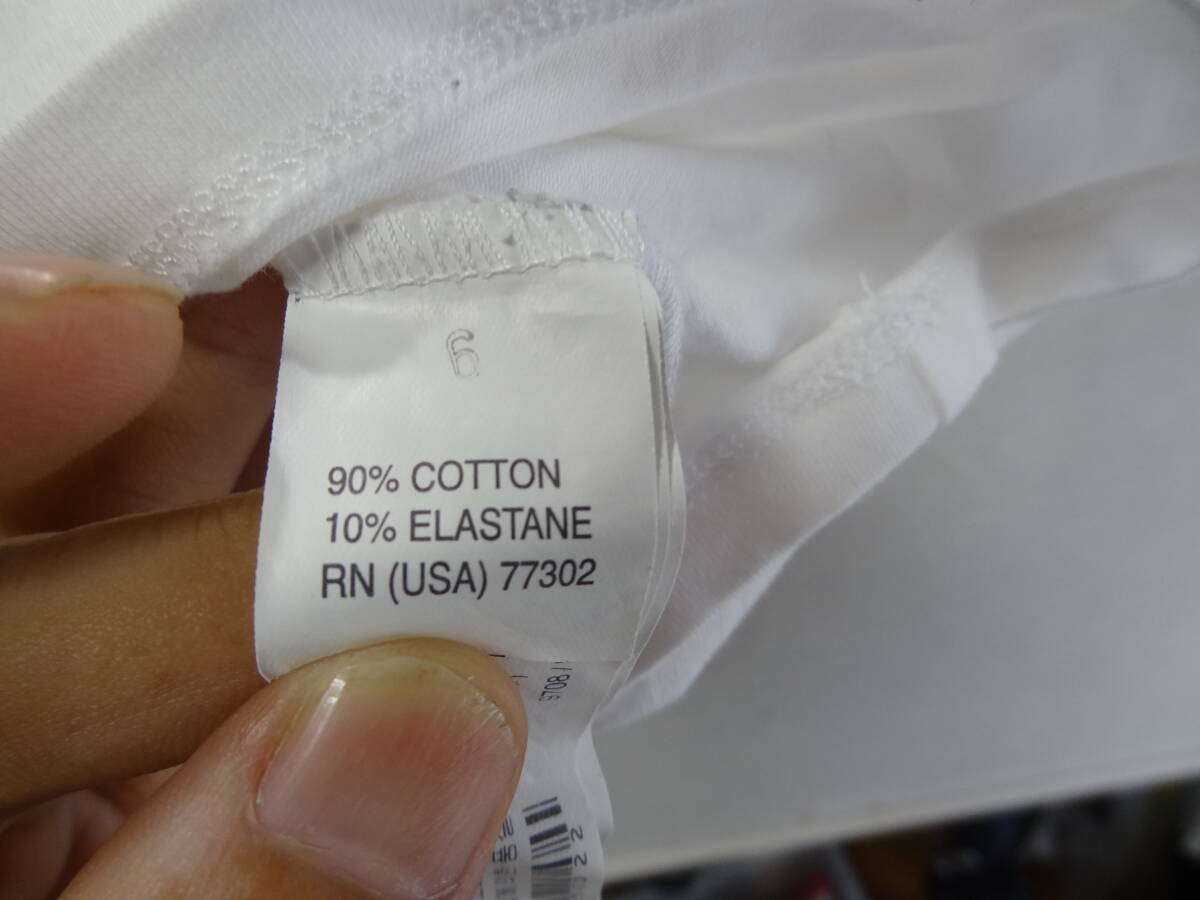 6
90% COTTON
10% ELASTANE
RN (USA) 77302